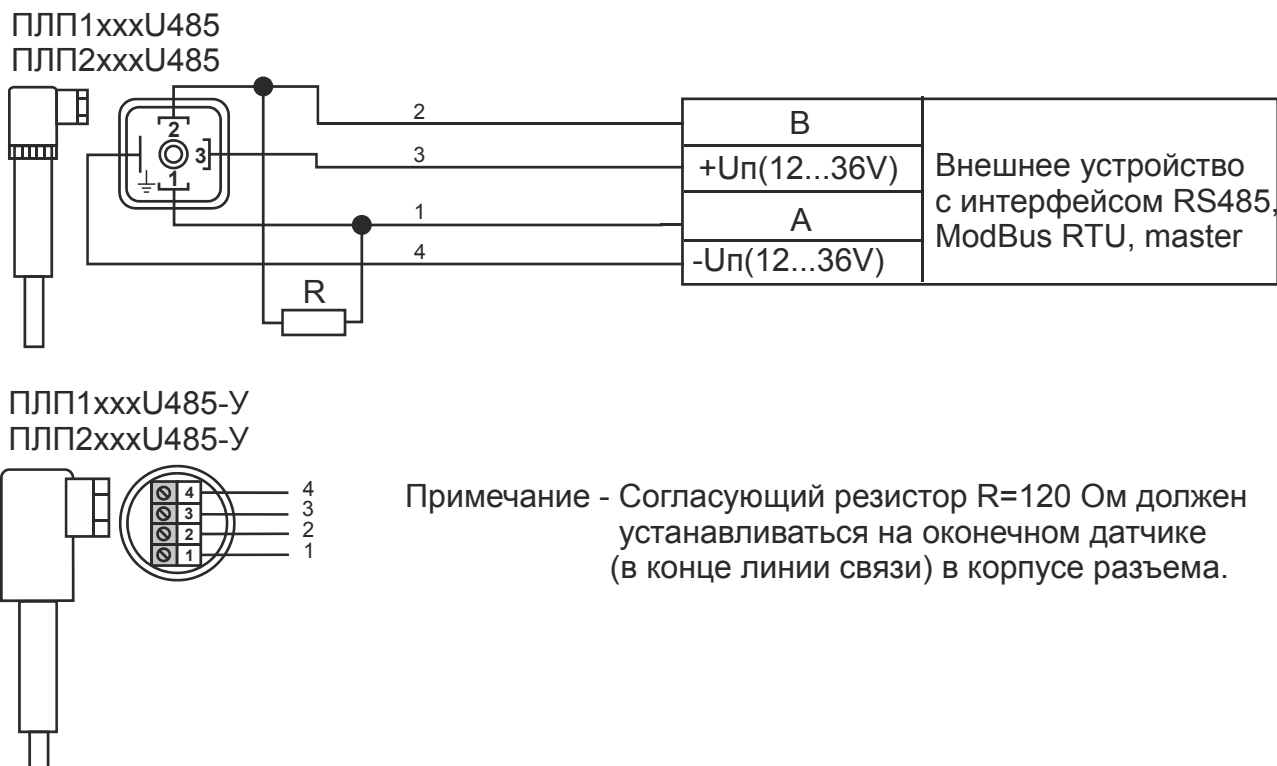 ПЛП1xxxU485
ПЛП2xxxU485
2
3
1
2
3
1
4
R
B
+Uп(12...36V)
A
-Uп(12...36V)
Внешнее устройство
с интерфейсом RS485,
ModBus RTU, master
ПЛП1xxxU485-У
ПЛП2xxxU485-У
4 4
3 3
2 2
1 1
Примечание - Согласующий резистор R=120 Ом должен
устанавливаться на оконечном датчике
(в конце линии связи) в корпусе разъема.